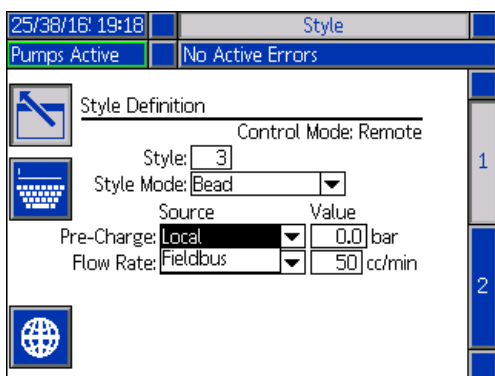 25/38/16! 19:18 Style
Pumps Active No Active Errors
Style Definition
Control Mode: Remote
1
Style: 3
Style Mode: Bead
Source Value
Pre-Charge: Local 0.0 bar
Flow Rate: Fieldbus 50 cc/min
2